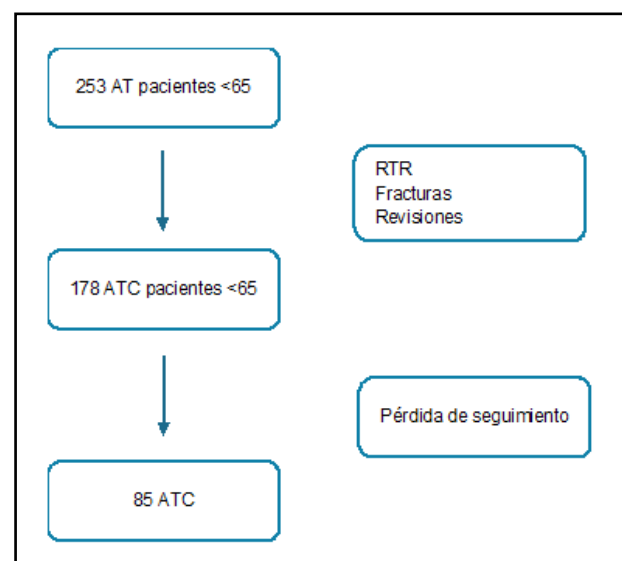 253 AT pacientes <65
RTR
Fracturas
Revisiones
178 ATC pacientes <65
Pérdida de seguimiento
85 ATC